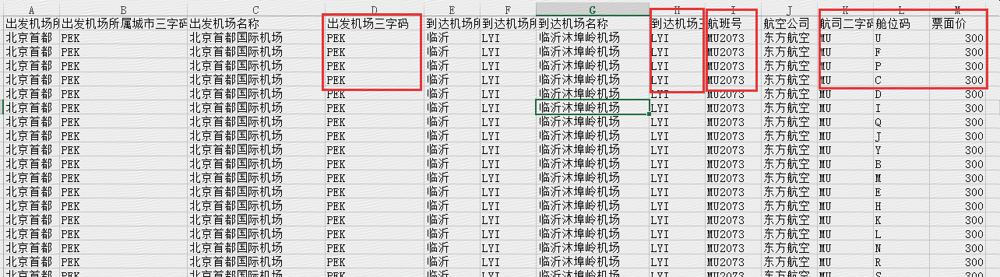 A B C D E F G H I J K L M
出发机场所 出发机场所属城市三字码 出发机场名称 出发机场三字码 到达机场所 到达机场所 到达机场名称 到达机场三 航班号 航空公司 航司二字码 舱位码 票面价
北京首都 PEK 北京首都国际机场 PEK 临沂 LYI 临沂沭埠岭机场 LYI MU2073 东方航空 MU U 300
北京首都 PEK 北京首都国际机场 PEK 临沂 LYI 临沂沭埠岭机场 LYI MU2073 东方航空 MU F 300
北京首都 PEK 北京首都国际机场 PEK 临沂 LYI 临沂沭埠岭机场 LYI MU2073 东方航空 MU P 300
北京首都 PEK 北京首都国际机场 PEK 临沂 LYI 临沂沭埠岭机场 LYI MU2073 东方航空 MU C 300
北京首都 PEK 北京首都国际机场 PEK 临沂 LYI 临沂沭埠岭机场 LYI MU2073 东方航空 MU D 300
北京首都 PEK 北京首都国际机场 PEK 临沂 LYI 临沂沭埠岭机场 LYI MU2073 东方航空 MU I 300
北京首都 PEK 北京首都国际机场 PEK 临沂 LYI 临沂沭埠岭机场 LYI MU2073 东方航空 MU Q 300
北京首都 PEK 北京首都国际机场 PEK 临沂 LYI 临沂沭埠岭机场 LYI MU2073 东方航空 MU J 300
北京首都 PEK 北京首都国际机场 PEK 临沂 LYI 临沂沭埠岭机场 LYI MU2073 东方航空 MU Y 300
北京首都 PEK 北京首都国际机场 PEK 临沂 LYI 临沂沭埠岭机场 LYI MU2073 东方航空 MU B 300
北京首都 PEK 北京首都国际机场 PEK 临沂 LYI 临沂沭埠岭机场 LYI MU2073 东方航空 MU M 300
北京首都 PEK 北京首都国际机场 PEK 临沂 LYI 临沂沭埠岭机场 LYI MU2073 东方航空 MU E 300
北京首都 PEK 北京首都国际机场 PEK 临沂 LYI 临沂沭埠岭机场 LYI MU2073 东方航空 MU H 300
北京首都 PEK 北京首都国际机场 PEK 临沂 LYI 临沂沭埠岭机场 LYI MU2073 东方航空 MU K 300
北京首都 PEK 北京首都国际机场 PEK 临沂 LYI 临沂沭埠岭机场 LYI MU2073 东方航空 MU L 300
北京首都 PEK 北京首都国际机场 PEK 临沂 LYI 临沂沭埠岭机场 LYI MU2073 东方航空 MU N 300
北京首都 PEK 北京首都国际机场 PEK 临沂 LYI 临沂沭埠岭机场 LYI MU2073 东方航空 MU R 300
北京首都 PEK 北京首都国际机场 PEK 临沂 LYI 临沂沭埠岭机场 LYI MU2073 东方航空 MU S 300